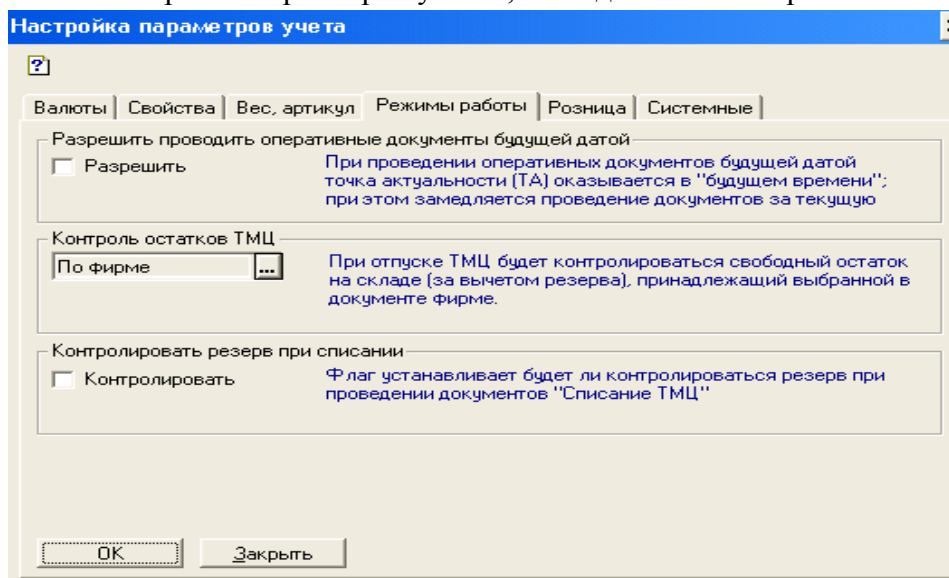 Настройка параметров учета
?
Валюты Свойства Вес, артикул Режимы работы Розница Системные
Разрешить проводить оперативные документы будущей датой
Разрешить
При проведении оперативных документов будущей датой
точка актуальности (ТА) оказывается в "будущем времени";
при этом замедляется проведение документов за текущую
Контроль остатков ТМЦ
По фирме ...
При отпуске ТМЦ будет контролироваться свободный остаток
на складе (за вычетом резерва), принадлежащий выбранной в
документе фирме.
Контролировать резерв при списании
Контролировать
Флаг устанавливает будет ли контролироваться резерв при
проведении документов "Списание ТМЦ"
OK Закрыть